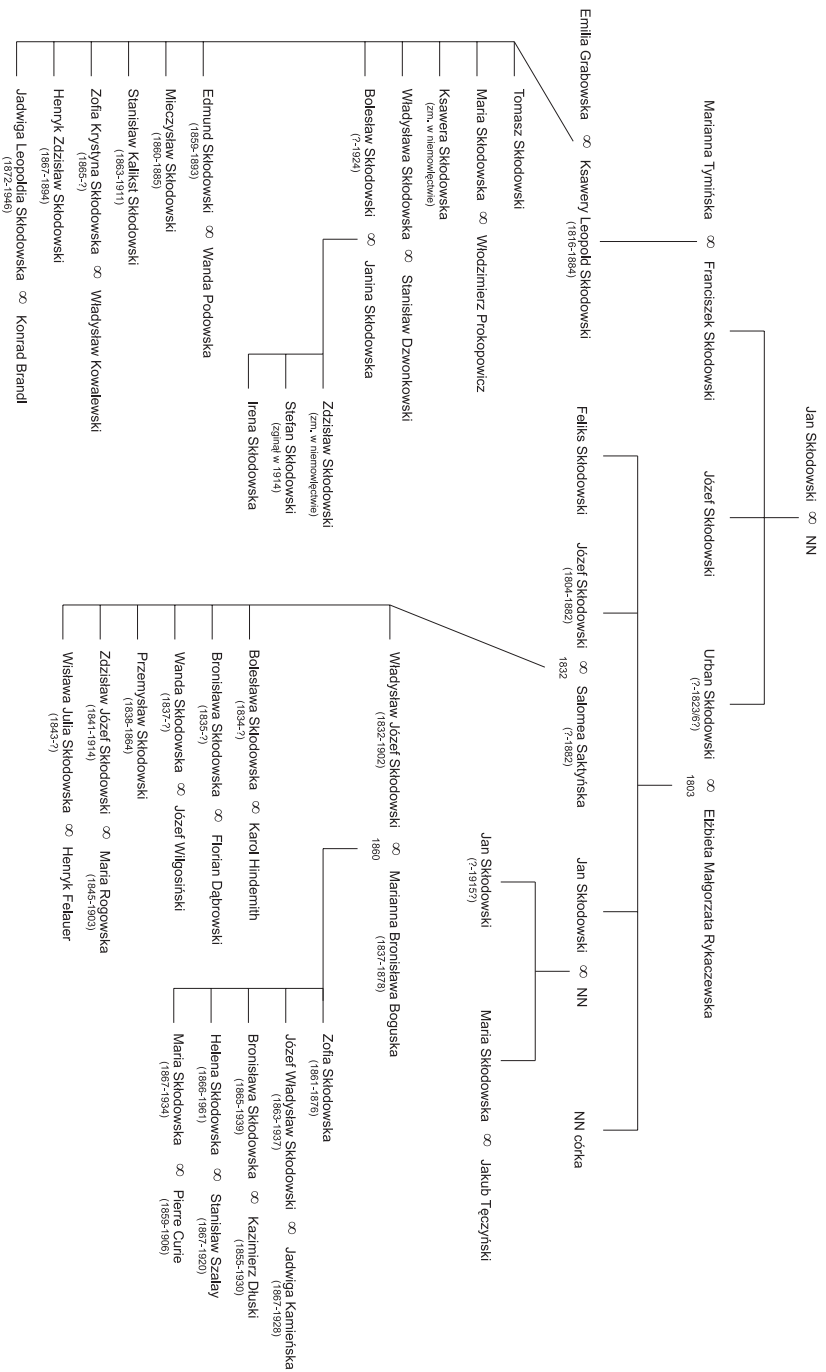 Jan Skłodowski ∞ NN
Marianna Tymińska ∞ Franciszek Skłodowski
Józef Skłodowski
Urban Skłodowski ∞ Elżbieta Małgorzata Rykaczewska
(?-1823/6?)
1803
Emilia Grabowska ∞ Ksawery Leopold Skłodowski
(1816-1884)
Feliks Skłodowski
Józef Skłodowski ∞ Salomea Saktyńska
(1804-1882)
1832
(?-1882)
Jan Skłodowski ∞ NN
NN córka
Jan Skłodowski
(?-1915?)
Maria Skłodowska ∞ Jakub Tęczyński
Tomasz Skłodowski
Maria Skłodowska ∞ Włodzimierz Prokopowicz
Ksawera Skłodowska
(zm. w niemowlęctwie)
Władysława Skłodowska ∞ Stanisław Dzwonkowski
Bolesław Skłodowski ∞ Janina Skłodowska
(?-1924)
Zdzisław Skłodowski
(zm. w niemowlęctwie)
Stefan Skłodowski
(zginął w 1914)
Irena Skłodowska
Edmund Skłodowski ∞ Wanda Podowska
(1859-1893)
Mieczysław Skłodowski
(1860-1885)
Stanisław Kalikst Skłodowski
(1863-1911)
Zofia Krystyna Skłodowska ∞ Władysław Kowalewski
(1865-?)
Henryk Zdzisław Skłodowski
(1867-1894)
Jadwiga Leopoldia Skłodowska ∞ Konrad Brandl
(1872-1946)
Władysław Józef Skłodowski ∞ Marianna Bronisława Boguska
(1832-1902)
1860
(1837-1878)
Bolesława Skłodowska ∞ Karol Hindemith
(1834-?)
Bronisława Skłodowska ∞ Florian Dąbrowski
(1835-?)
Wanda Skłodowska ∞ Józef Wilgosiński
(1837-?)
Przemysław Skłodowski
(1838-1864)
Zdzisław Józef Skłodowski ∞ Maria Rogowska
(1841-1914)
(1845-1903)
Wisława Julia Skłodowska ∞ Henryk Felauer
(1843-?)
Zofia Skłodowska
(1861-1876)
Józef Władysław Skłodowski ∞ Jadwiga Kamieńska
(1863-1937)
(1867-1928)
Bronisława Skłodowska ∞ Kazimierz Dłuski
(1865-1939)
(1855-1930)
Helena Skłodowska ∞ Stanisław Szalay
(1866-1961)
(1867-1920)
Maria Skłodowska ∞ Pierre Curie
(1867-1934)
(1859-1906)